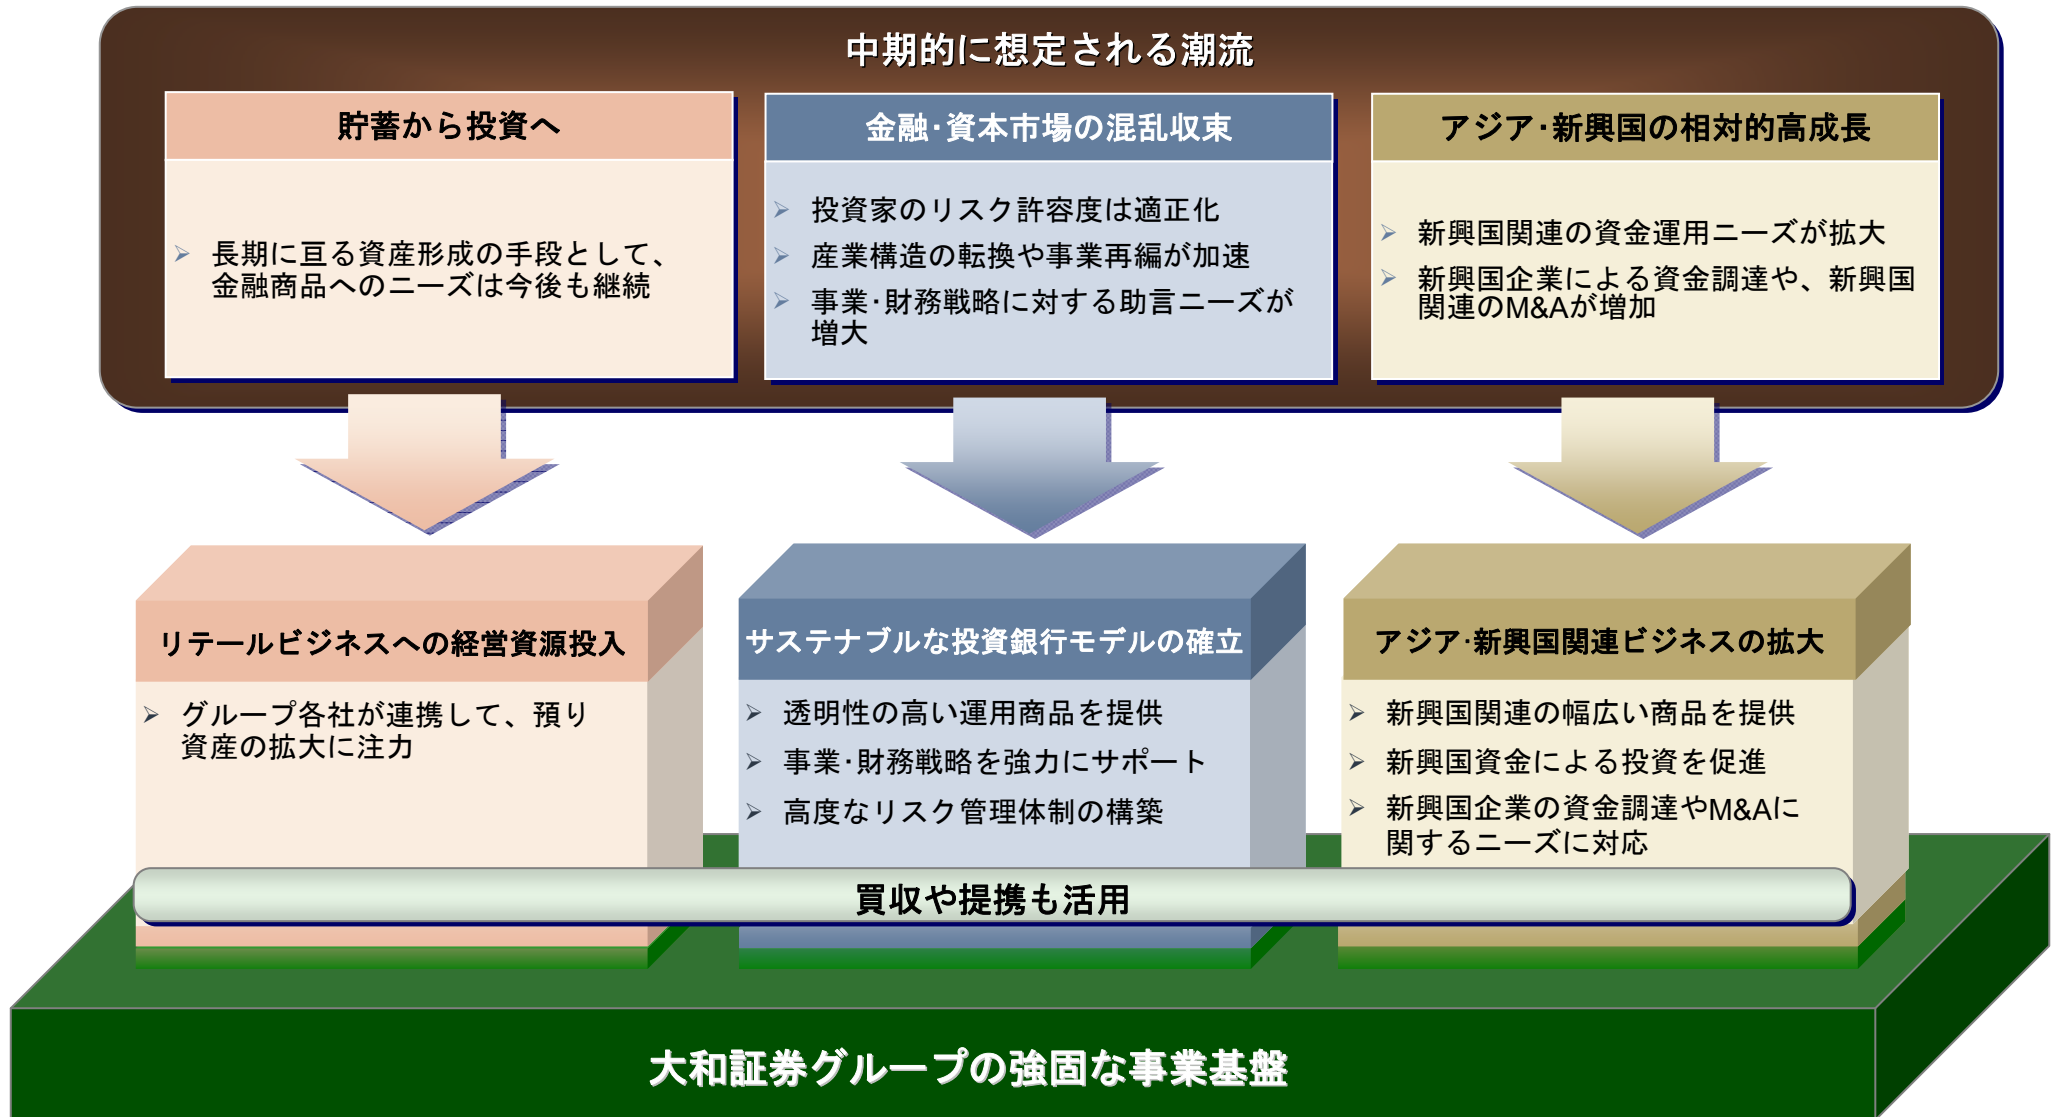 中期的に想定される潮流
貯蓄から投資へ
➢ 長期に亘る資産形成の手段として、
金融商品へのニーズは今後も継続
金融･資本市場の混乱収束
➢ 投資家のリスク許容度は適正化
➢ 産業構造の転換や事業再編が加速
➢ 事業･財務戦略に対する助言ニーズが
増大
アジア･新興国の相対的高成長
➢ 新興国関連の資金運用ニーズが拡大
➢ 新興国企業による資金調達や、新興国
関連のM&Aが増加
リテールビジネスへの経営資源投入
➢ グループ各社が連携して、預り
資産の拡大に注力
サステナブルな投資銀行モデルの確立
➢ 透明性の高い運用商品を提供
➢ 事業･財務戦略を強力にサポート
➢ 高度なリスク管理体制の構築
アジア･新興国関連ビジネスの拡大
➢ 新興国関連の幅広い商品を提供
➢ 新興国資金による投資を促進
➢ 新興国企業の資金調達やM&Aに
関するニーズに対応
買収や提携も活用
大和証券グループの強固な事業基盤